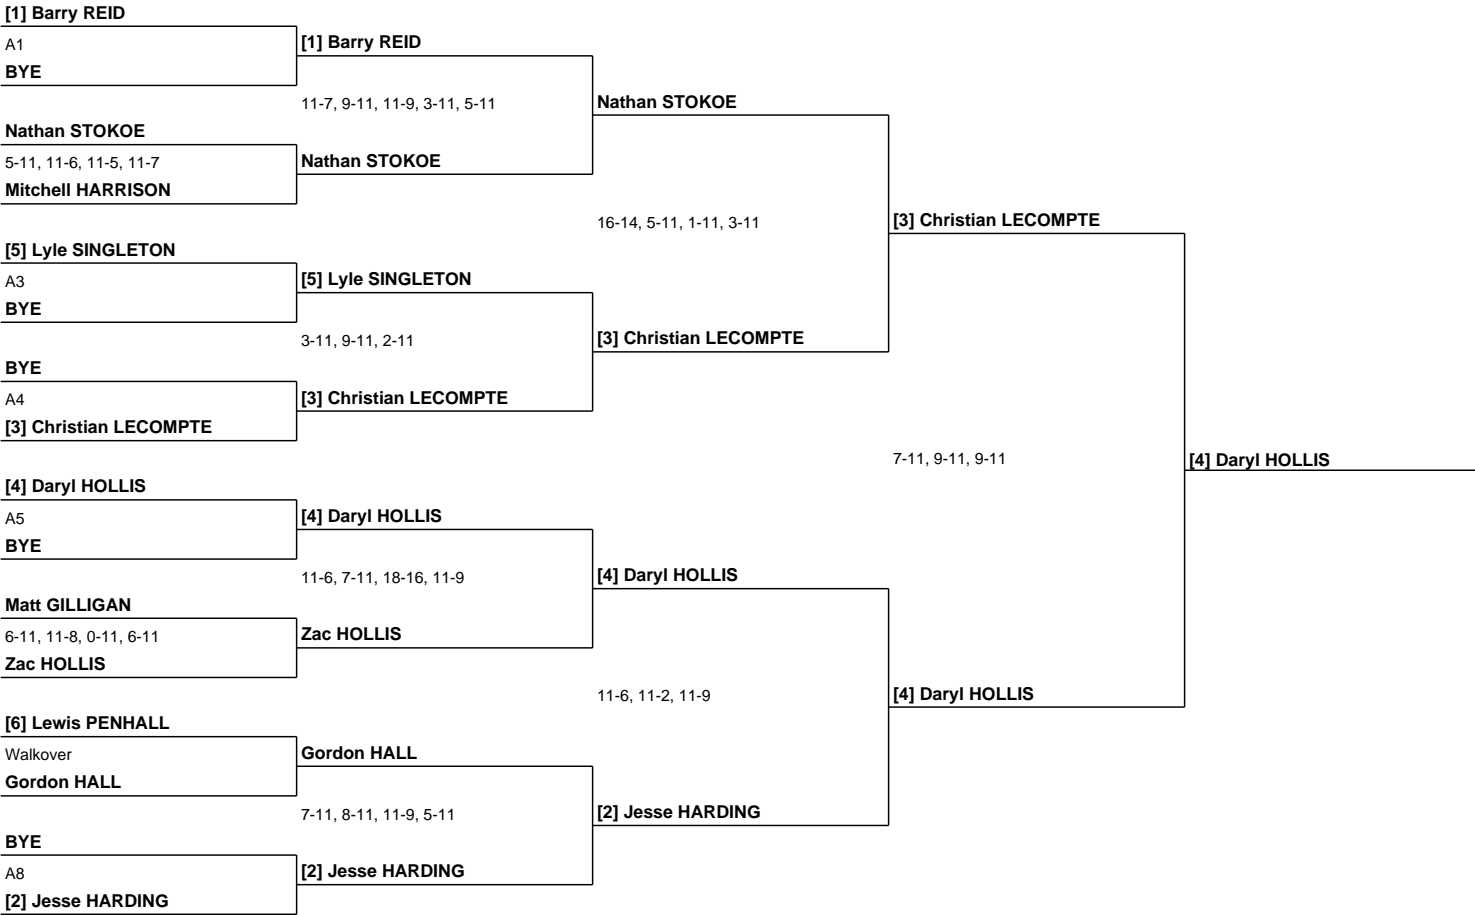 [1] Barry REID
A1
BYE
[1] Barry REID
11-7, 9-11, 11-9, 3-11, 5-11
Nathan STOKOE
Nathan STOKOE
5-11, 11-6, 11-5, 11-7
Mitchell HARRISON
Nathan STOKOE
16-14, 5-11, 1-11, 3-11
[3] Christian LECOMPTE
[5] Lyle SINGLETON
A3
BYE
[5] Lyle SINGLETON
3-11, 9-11, 2-11
[3] Christian LECOMPTE
BYE
A4
[3] Christian LECOMPTE
[3] Christian LECOMPTE
7-11, 9-11, 9-11
[4] Daryl HOLLIS
[4] Daryl HOLLIS
A5
BYE
[4] Daryl HOLLIS
11-6, 7-11, 18-16, 11-9
[4] Daryl HOLLIS
Matt GILLIGAN
6-11, 11-8, 0-11, 6-11
Zac HOLLIS
Zac HOLLIS
11-6, 11-2, 11-9
[4] Daryl HOLLIS
[6] Lewis PENHALL
Walkover
Gordon HALL
Gordon HALL
7-11, 8-11, 11-9, 5-11
[2] Jesse HARDING
BYE
A8
[2] Jesse HARDING
[2] Jesse HARDING